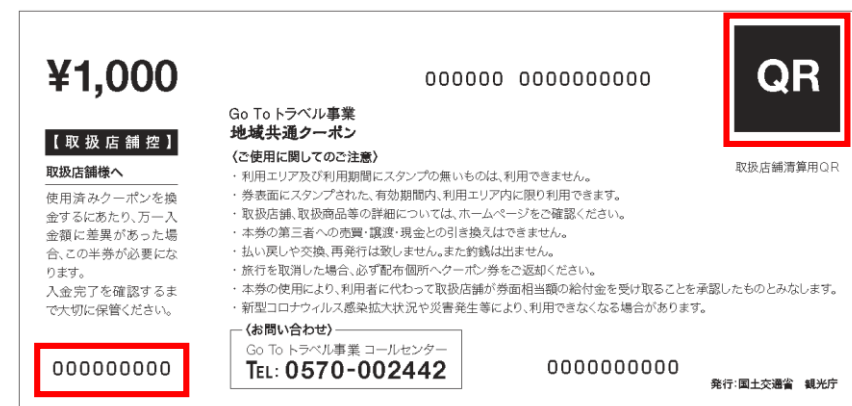 ¥1,000
【取扱店舗控】
取扱店舗様へ
使用済みクーポンを換
金するにあたり、万一入
金額に差異があった場
合、この半券が必要にな
ります。
入金完了を確認するま
で大切に保管ください。
000000000
000000 0000000000
Go To トラベル事業
地域共通クーポン
〈ご使用に関してのご注意〉
・利用エリア及び利用期間にスタンプの無いものは、利用できません。
・券表面にスタンプされた、有効期間内、利用エリア内に限り利用できます。
・取扱店舗、取扱商品等の詳細については、ホームページをご確認ください。
・本券の第三者への売買・譲渡・現金との引き換えはできません。
・払い戻しや交換、再発行は致しません。また釣銭は出ません。
・旅行を取消した場合、必ず配布個所へクーポン券をご返却ください。
・本券の使用により、利用者に代わって取扱店舗が券面相当額の給付金を受け取ることを承認したものとみなします。
・新型コロナウィルス感染拡大状況や災害発生等により、利用できなくなる場合があります。
〈お問い合わせ〉
Go To トラベル事業 コールセンター
TEL: 0570-002442
0000000000
QR
取扱店舗清算用QR
発行:国土交通省 観光庁